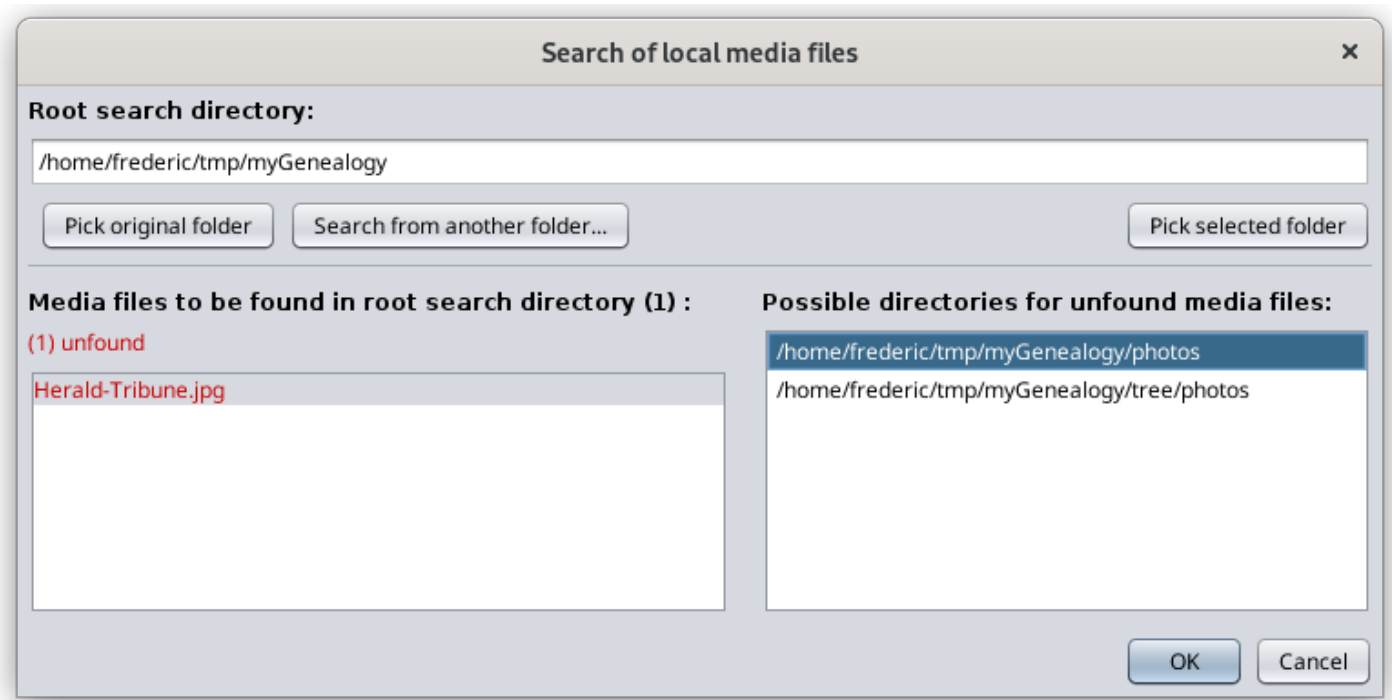 Search of local media files
Root search directory:
/home/frederic/tmp/myGenealogy
Pick original folder
Search from another folder...
Pick selected folder
Media files to be found in root search directory (1) :
(1) unfound
Herald-Tribune.jpg
Possible directories for unfound media files:
/home/frederic/tmp/myGenealogy/photos
/home/frederic/tmp/myGenealogy/tree/photos
OK
Cancel